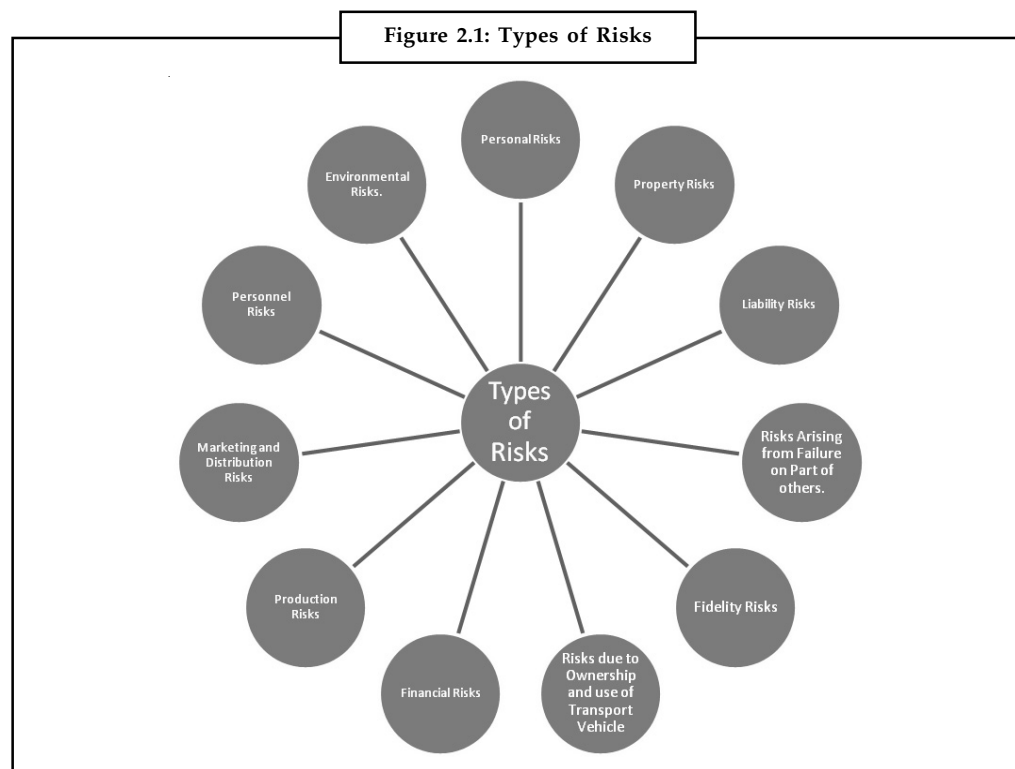 Figure 2.1: Types of Risks
Personal Risks
Property Risks
Liability Risks
Risks Arising
from Failure
on Part of
others.
Fidelity Risks
Risks due to
Ownership
and use of
Transport
Vehicle
Financial Risks
Production
Risks
Marketing and
Distribution
Risks
Personnel
Risks
Environmental
Risks.
Types
of
Risks